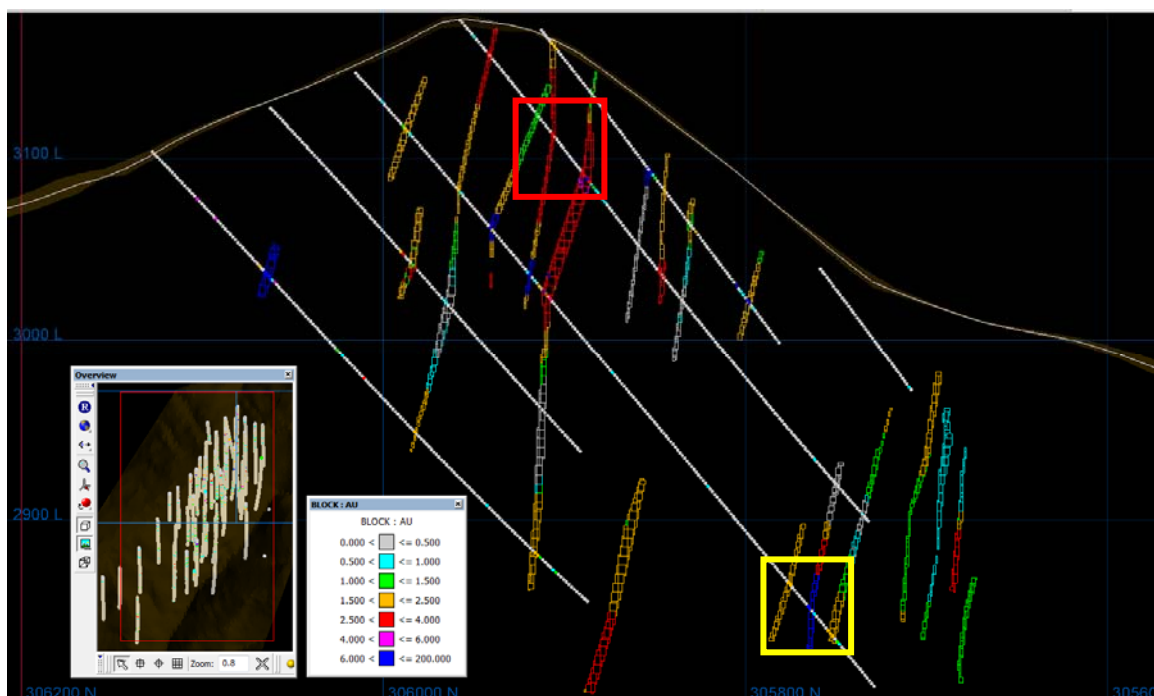 3100 L
3000 L
2900 L
Overview
R
Zoom: 0.8
BLOCK : AU
BLOCK : AU
0.000 < <= 0.500
0.500 < <= 1.000
1.000 < <= 1.500
1.500 < <= 2.500
2.500 < <= 4.000
4.000 < <= 6.000
6.000 < <= 200.000
306200 N
306000 N
305800 N